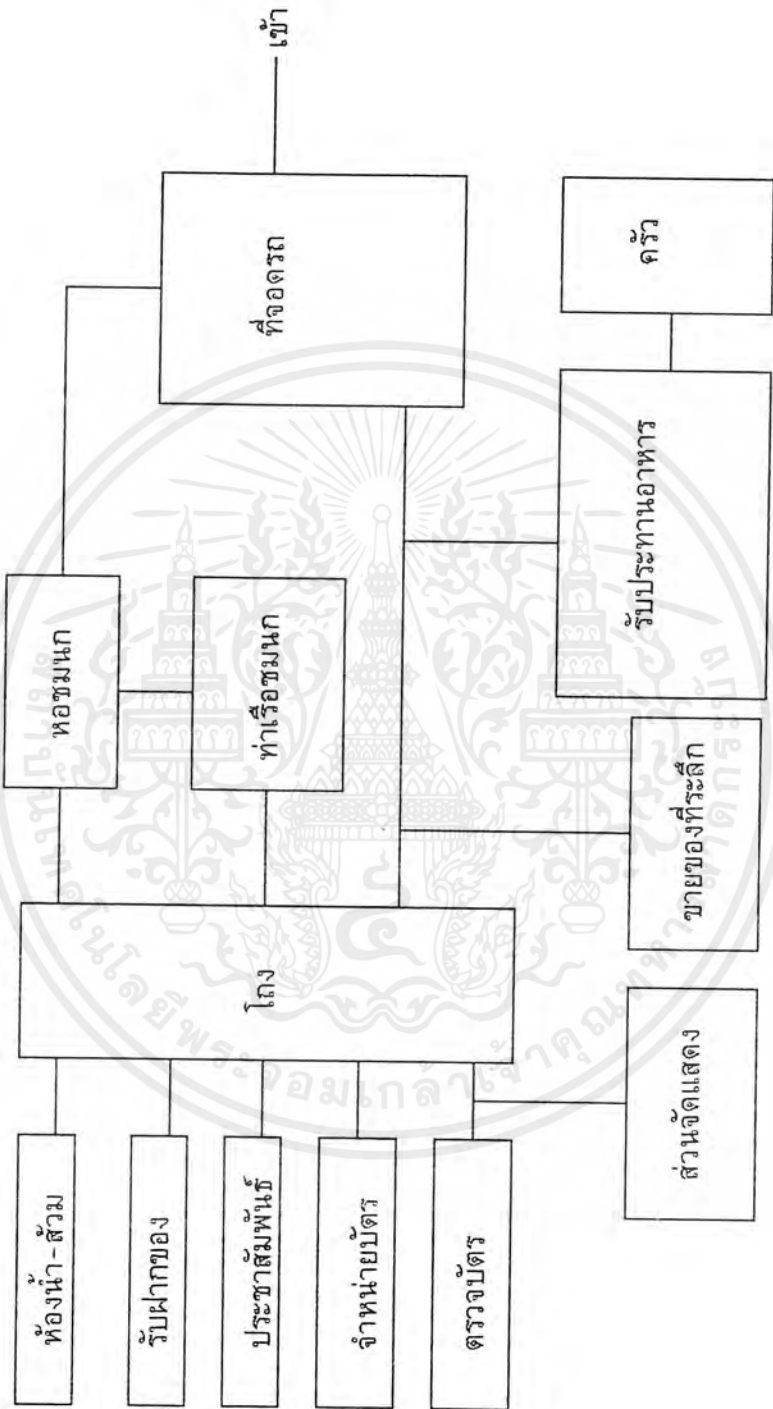 เข้า
ที่จอดรถ
ครัว
หอชมนก
ท่าเรือชมนก
รับประทานอาหาร
ขายของที่ระลึก
โถง
ส่วนจัดแสดง
ห้องน้ำ-ส้วม
รับฝากของ
ประชาสัมพันธ์
จำหน่ายบัตร
ตรวจบัตร